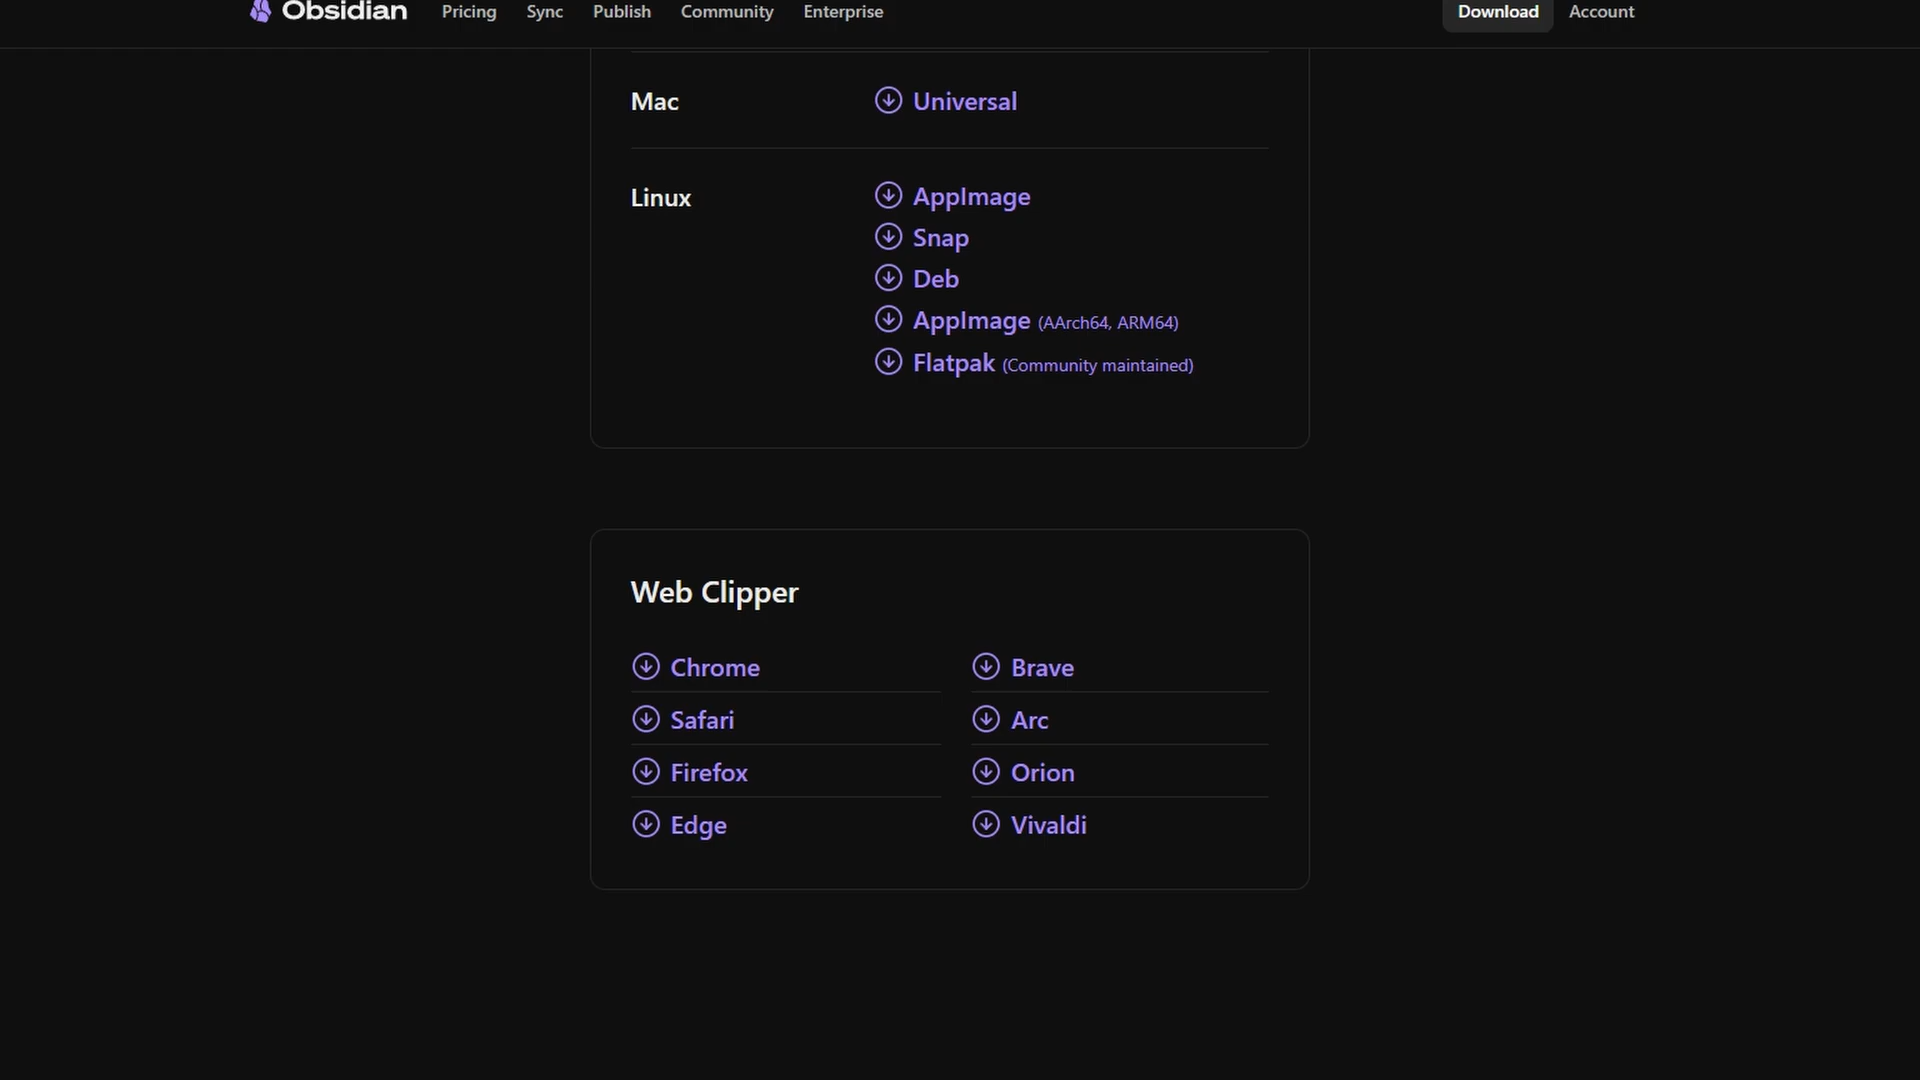 Obsidian Pricing Sync Publish Community Enterprise Download Account
Mac Universal
Linux AppImage
Snap
Deb
AppImage (AArch64, ARM64)
Flatpak (Community maintained)
Web Clipper
Chrome Brave
Safari Arc
Firefox Orion
Edge Vivaldi